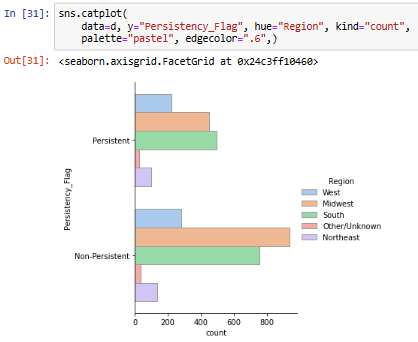 In [31]: sns.catplot(
data=d, y="Persistency_Flag", hue="Region", kind="count",
palette="pastel", edgecolor=".6",)
Out[31]: <seaborn.axisgrid.FacetGrid at 0x24c3ff10460>
Persistent
Non-Persistent
Persistency_Flag
Region
West
Midwest
South
Other/Unknown
Northeast
0 200 400 600 800
count